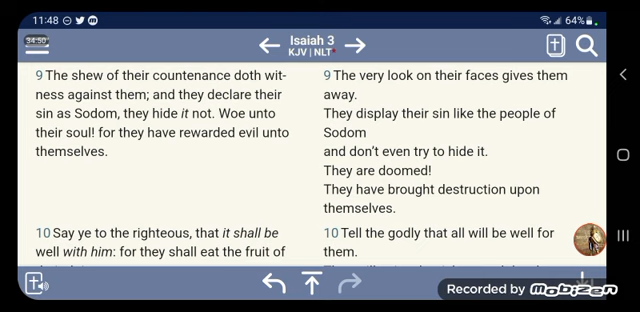 11:48
64%
34:50
Isaiah 3
KJV | NLT*
9 The shew of their countenance doth wit-
ness against them; and they declare their
sin as Sodom, they hide it not. Woe unto
their soul! for they have rewarded evil unto
themselves.
10 Say ye to the righteous, that it shall be
well with him: for they shall eat the fruit of
9 The very look on their faces gives them
away.
They display their sin like the people of
Sodom
and don't even try to hide it.
They are doomed!
They have brought destruction upon
themselves.
10 Tell the godly that all will be well for
them.
Recorded by Mobizen